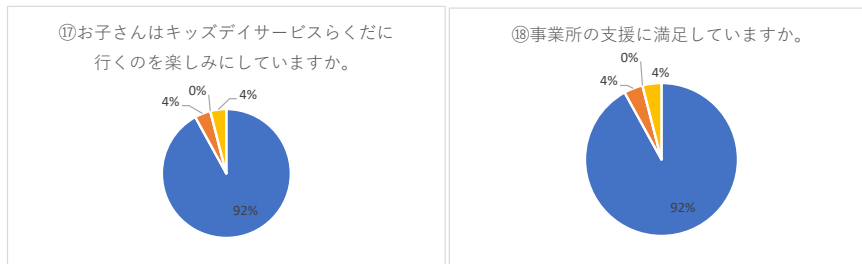 ⑰お子さんはキッズデイサービスらくだに
行くのを楽しみにしていますか。
0%
4%
4%
92%
⑱事業所の支援に満足していますか。
0%
4%
4%
92%